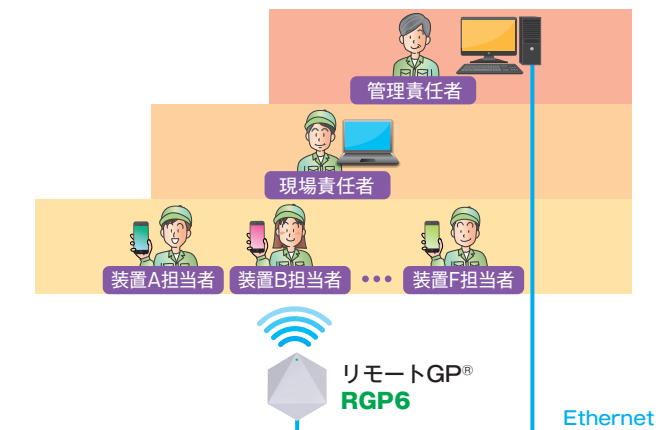 管理責任者
現場責任者
装置A担当者 装置B担当者 ••• 装置F担当者
リモートGP®
RGP6
Ethernet